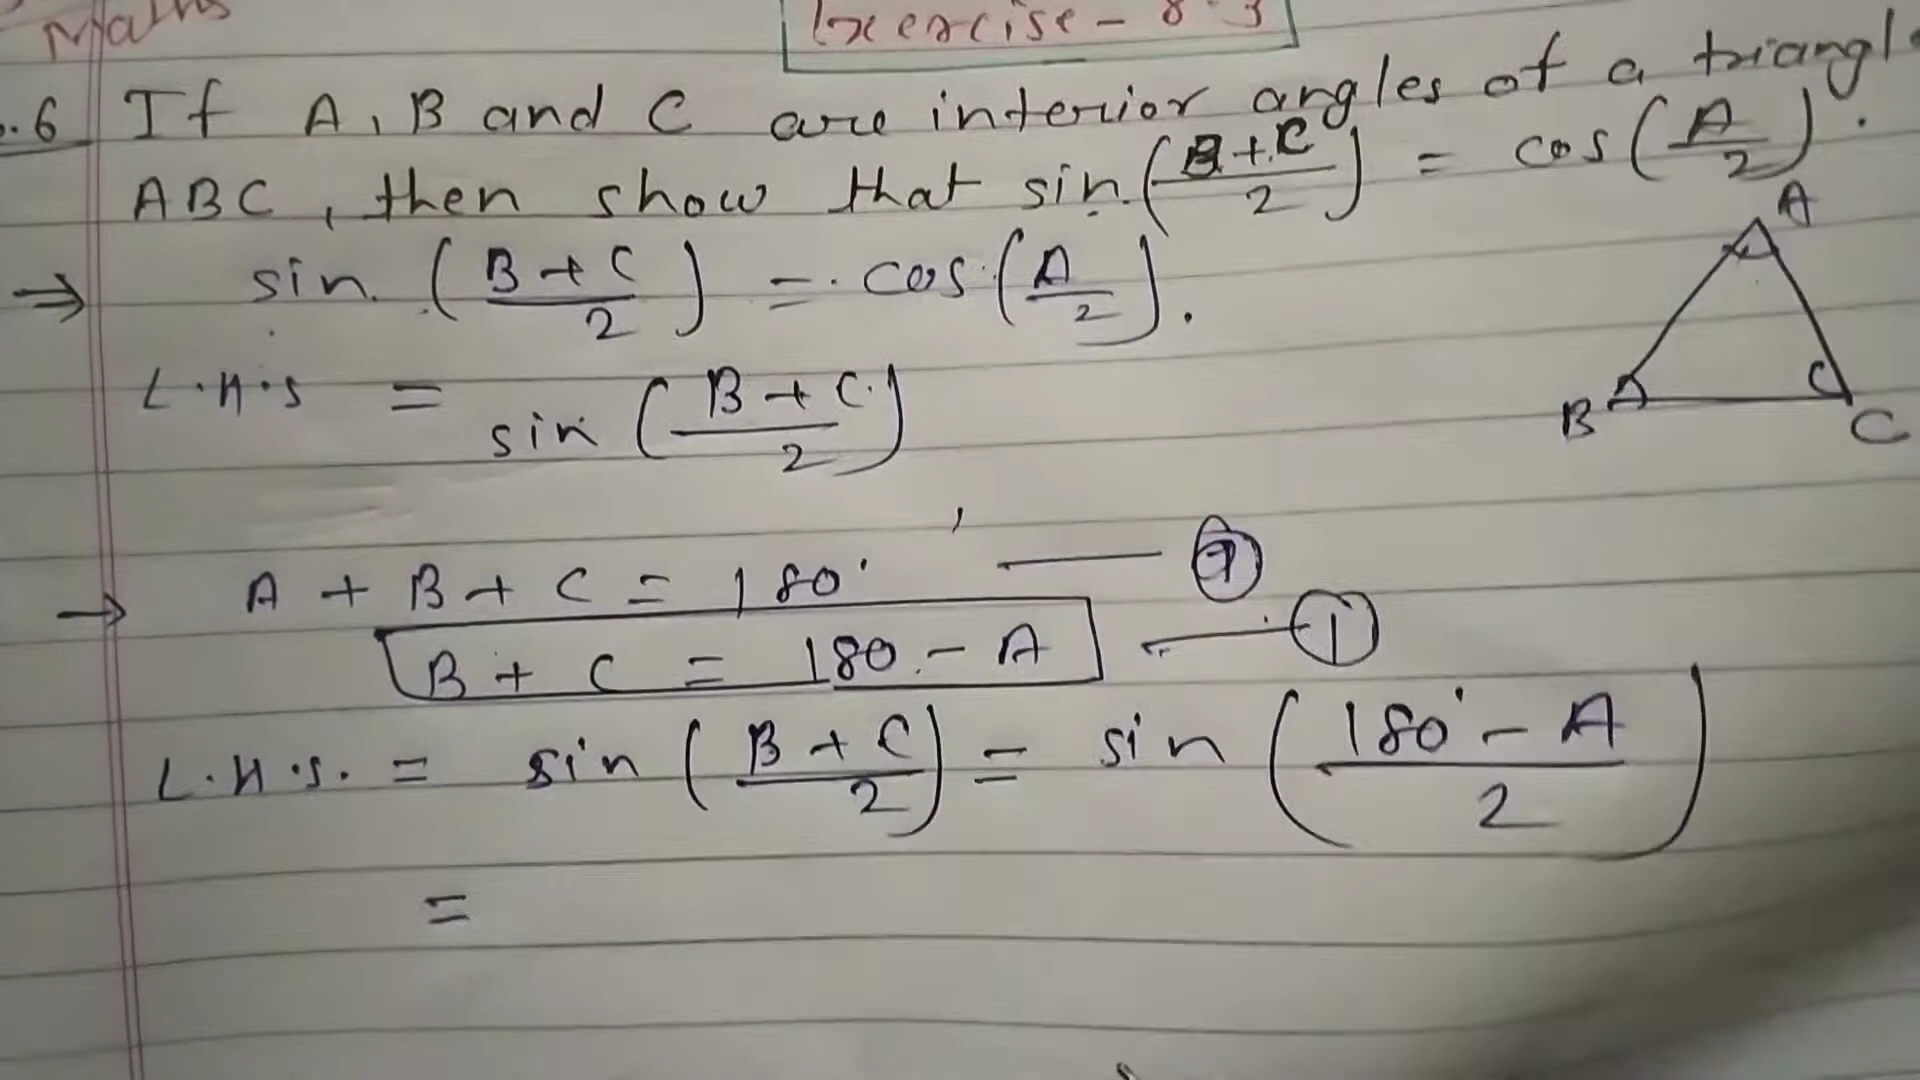 Maths
Exercise - 8.3
.6 If A, B and C are interior angles of a triangle
ABC, then show that sin (B+C/2) = cos (A/2).
⇒ sin (B+C/2) = cos (A/2).
A
B
C
L.H.S = sin (B+C/2)
→ A + B + C = 180°
B + C = 180 - A — ①
L.H.S. = sin (B+C/2) = sin (180° - A/2)
=